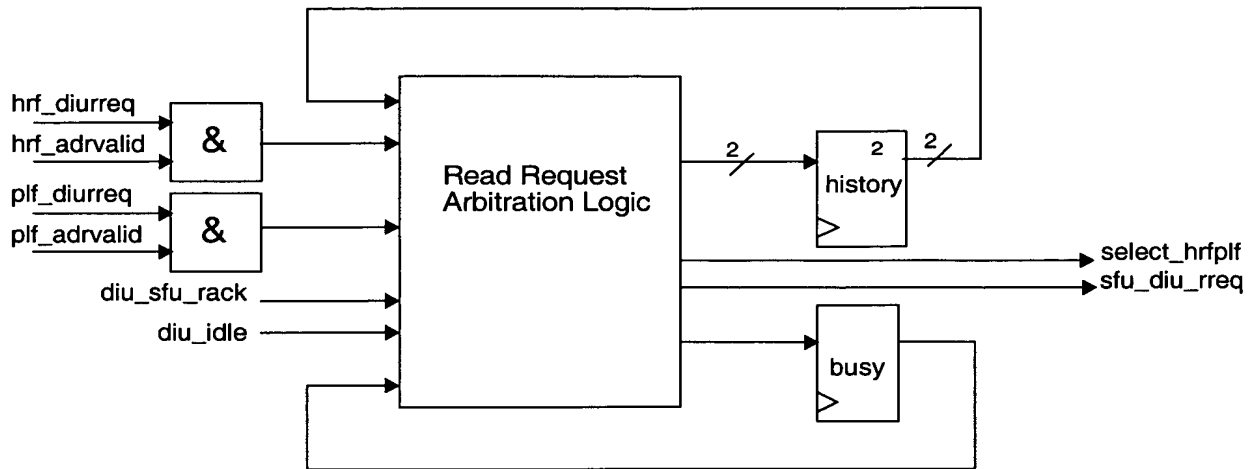 hrf_diurreq
hrf_adrvalid
&
plf_diurreq
plf_adrvalid
&
diu_sfu_rack
diu_idle
Read Request
Arbitration Logic
2
2
2
history
select_hrfplf
sfu_diu_rreq
busy